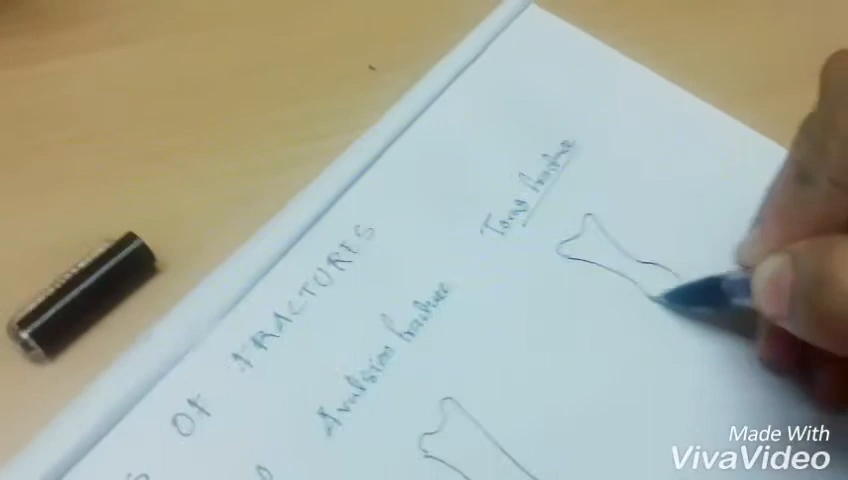 OF FRACTURES
Avulsion fracture
Torus fracture
Made With
VivaVideo